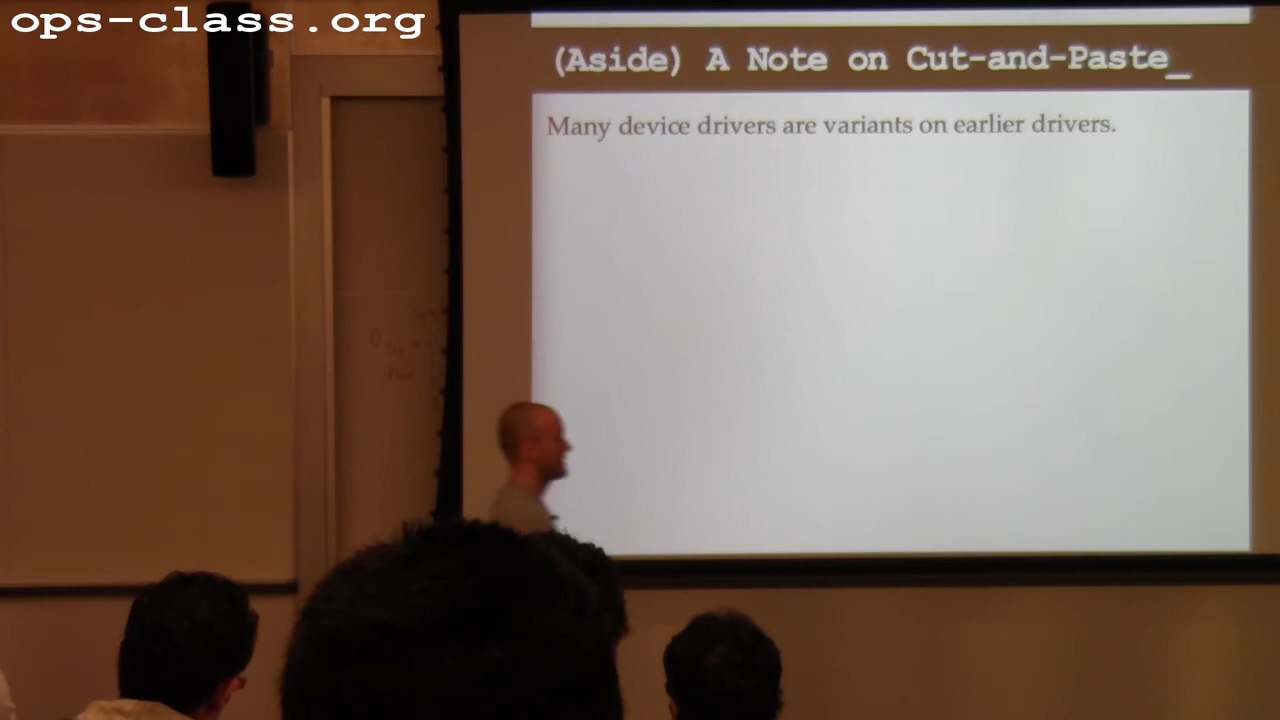 ops-class.org
(Aside) A Note on Cut-and-Paste_
Many device drivers are variants on earlier drivers.